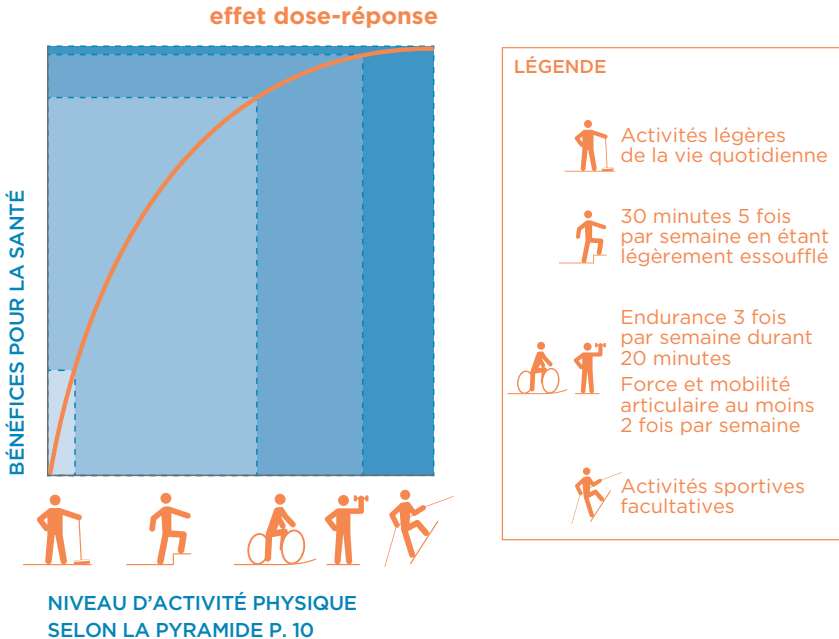 effet dose-réponse
BÉNÉFICES POUR LA SANTÉ
NIVEAU D’ACTIVITÉ PHYSIQUE
SELON LA PYRAMIDE P. 10
LÉGENDE
Activités légères
de la vie quotidienne
30 minutes 5 fois
par semaine en étant
légèrement essoufflé
Endurance 3 fois
par semaine durant
20 minutes
Force et mobilité
articulaire au moins
2 fois par semaine
Activités sportives
facultatives